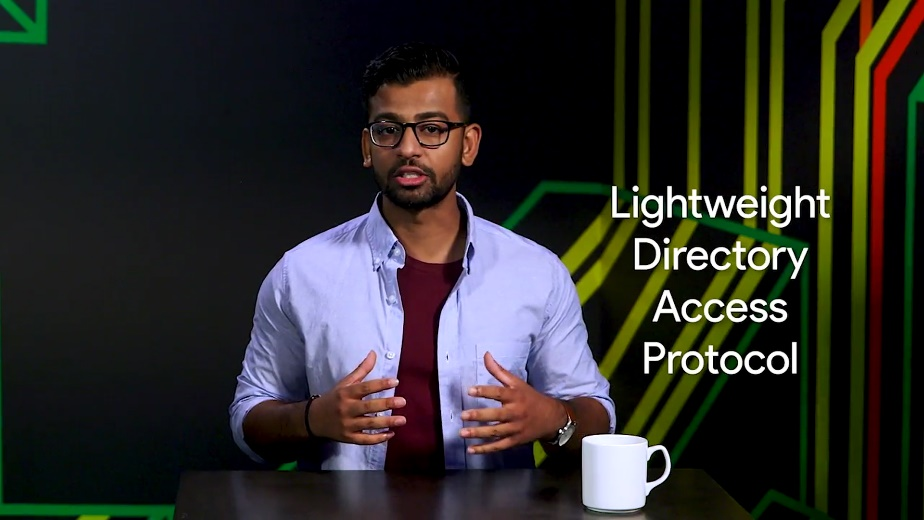 Lightweight
Directory
Access
Protocol